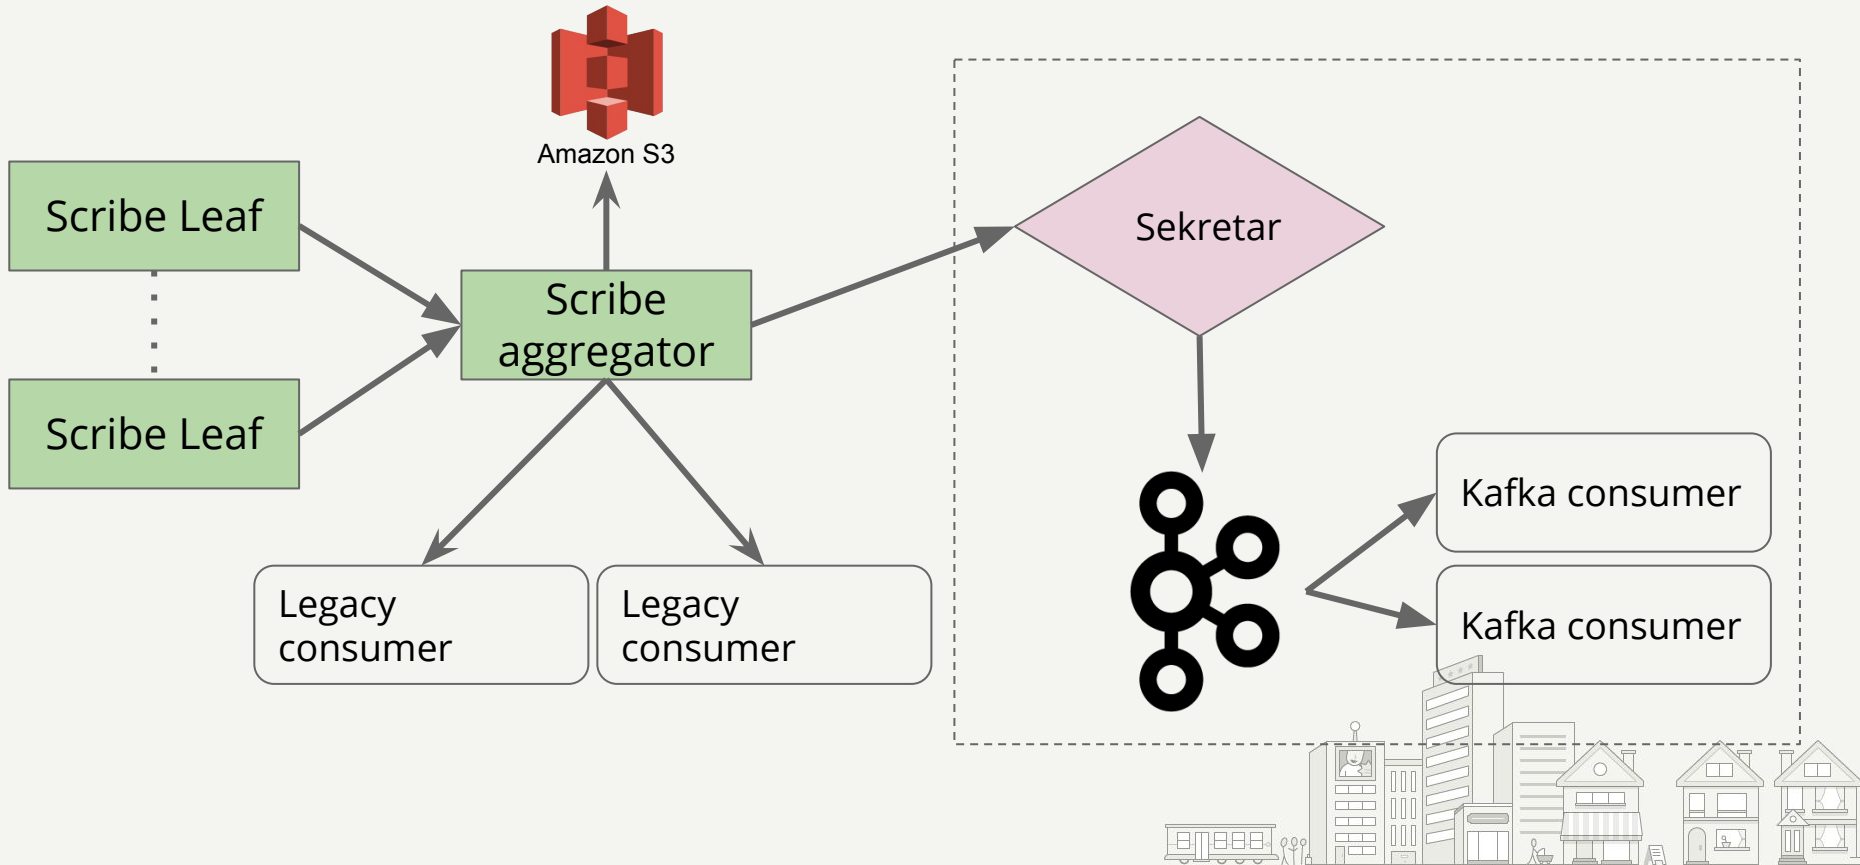 Amazon S3
Scribe Leaf
Scribe
aggregator
Scribe Leaf
Legacy
consumer
Legacy
consumer
Sekretar
Kafka consumer
Kafka consumer